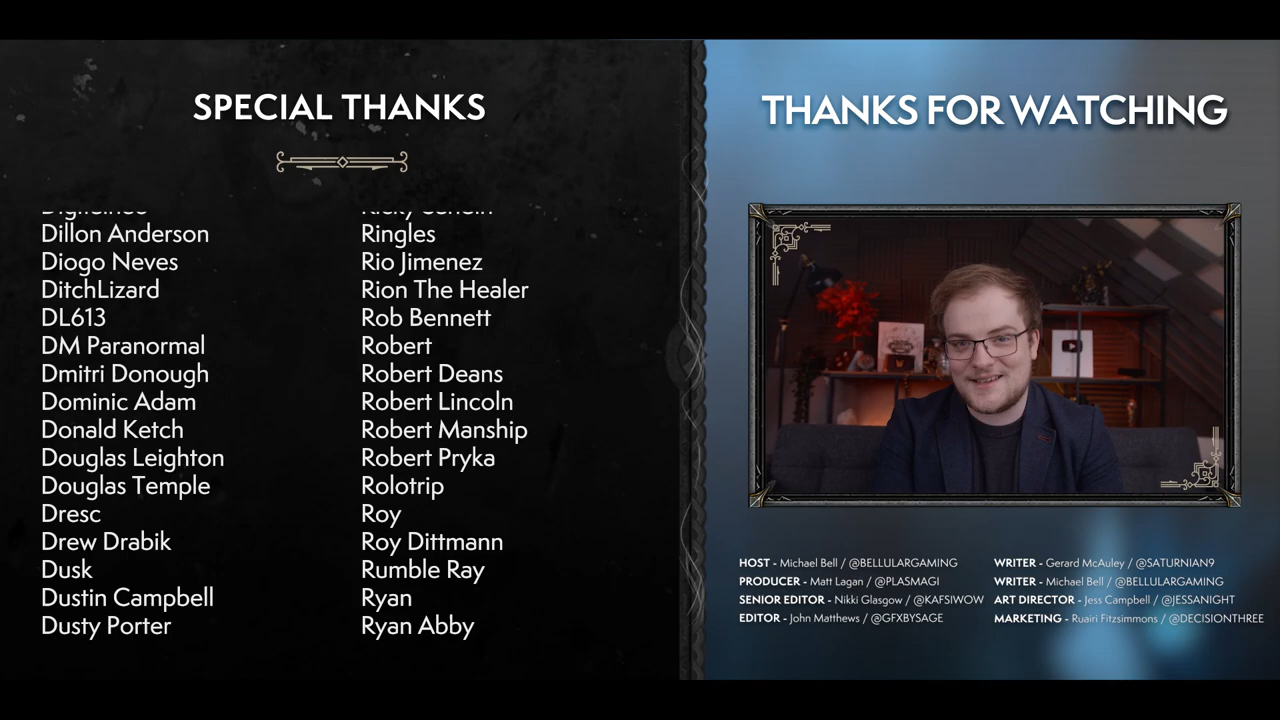 SPECIAL THANKS
Dillon Anderson
Diogo Neves
DitchLizard
DL613
DM Paranormal
Dmitri Donough
Dominic Adam
Donald Ketch
Douglas Leighton
Douglas Temple
Dresc
Drew Drabik
Dusk
Dustin Campbell
Dusty Porter
Ringles
Rio Jimenez
Rion The Healer
Rob Bennett
Robert
Robert Deans
Robert Lincoln
Robert Manship
Robert Pryka
Rolotrip
Roy
Roy Dittmann
Rumble Ray
Ryan
Ryan Abby
THANKS FOR WATCHING
HOST - Michael Bell / @BELLULARGAMING
PRODUCER - Matt Lagan / @PLASMAGI
SENIOR EDITOR - Nikki Glasgow / @KAFSIWOW
EDITOR - John Matthews / @GFXBYSAGE
WRITER - Gerard McAuley / @SATURNIAN9
WRITER - Michael Bell / @BELLULARGAMING
ART DIRECTOR - Jess Campbell / @JESSANIGHT
MARKETING - Ruairi Fitzsimmons / @DECISIONTHREE